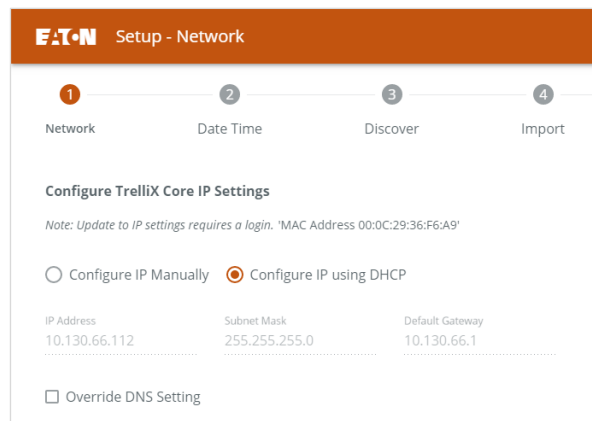 EATON Setup - Network
1 2 3 4
Network Date Time Discover Import
Configure TrelliX Core IP Settings
Note: Update to IP settings requires a login. 'MAC Address 00:0C:29:36:F6:A9'
Configure IP Manually Configure IP using DHCP
IP Address Subnet Mask Default Gateway
10.130.66.112 255.255.255.0 10.130.66.1
Override DNS Setting